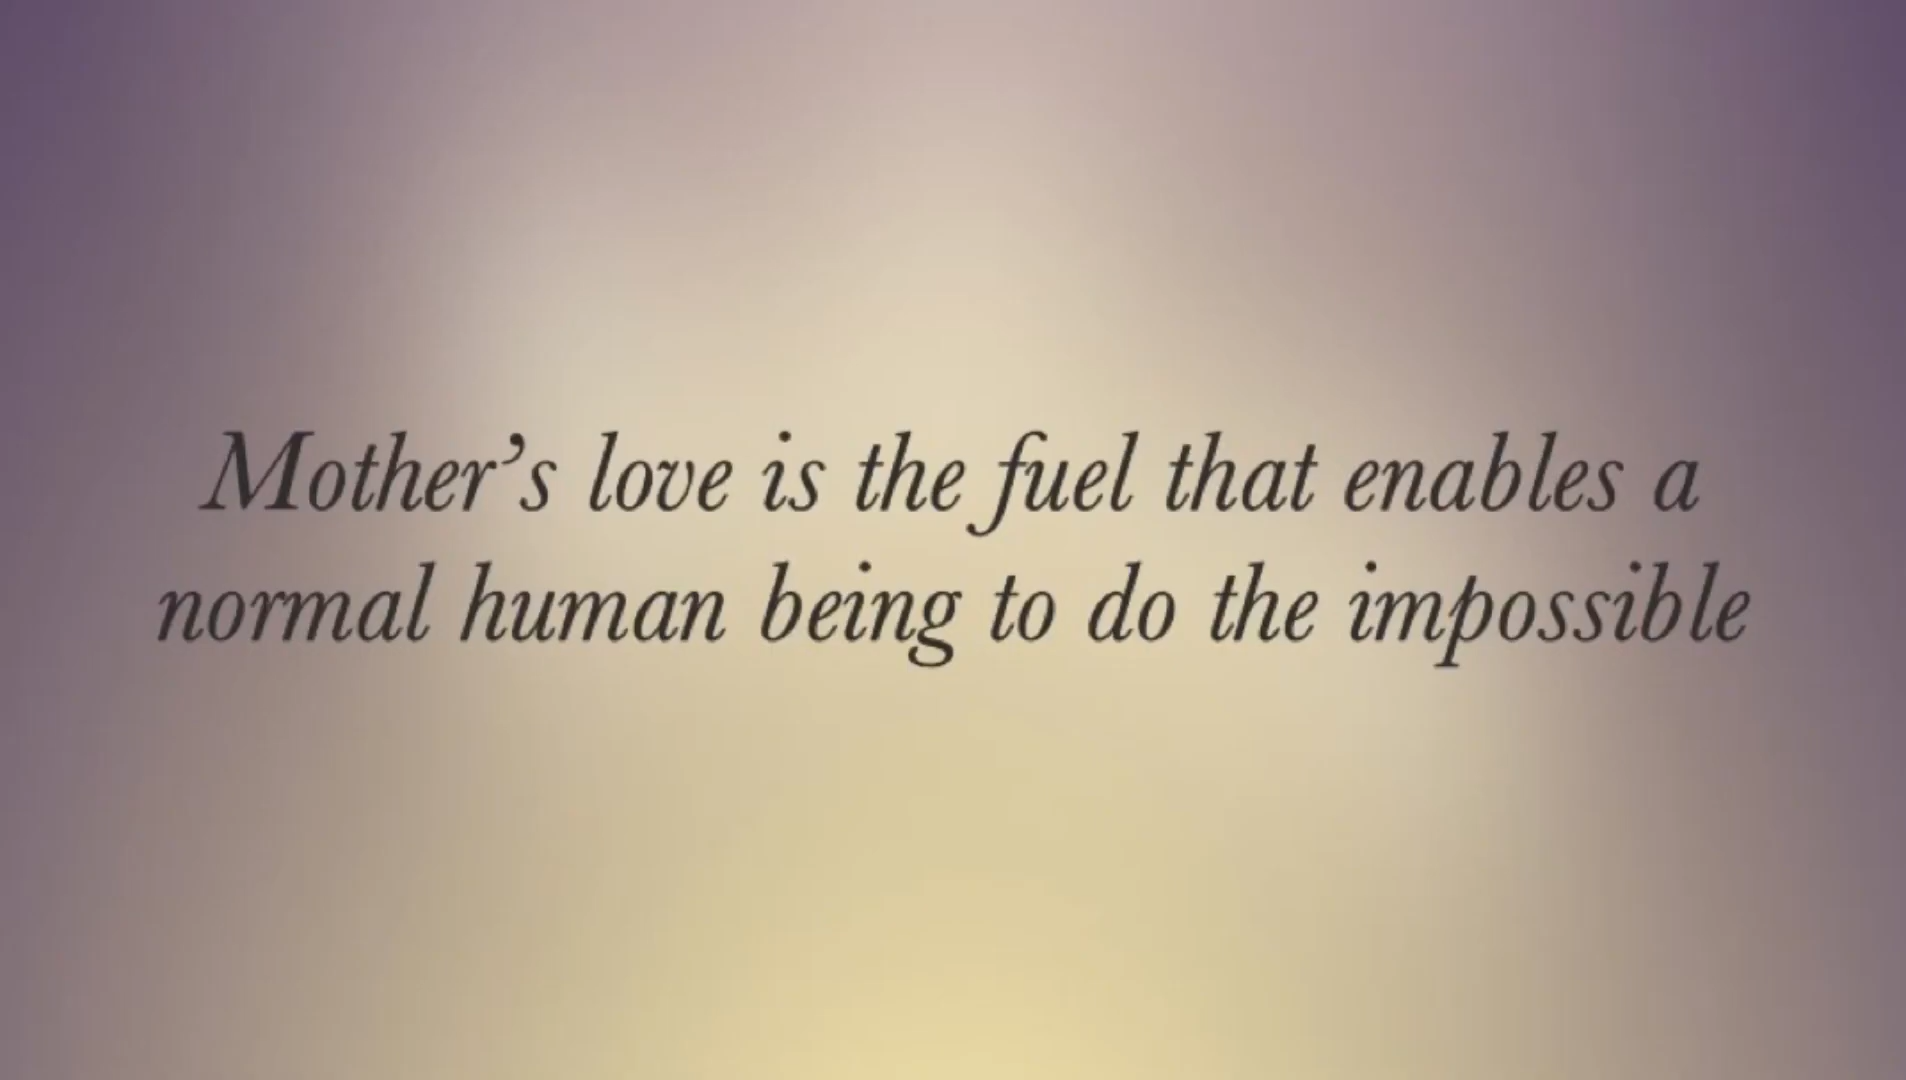 Mother’s love is the fuel that enables a
normal human being to do the impossible